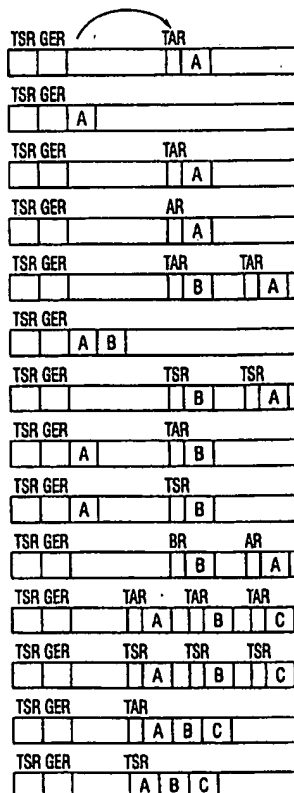 TSR GER TAR
A
TSR GER
A
TSR GER TAR
A
TSR GER AR
A
TSR GER TAR TAR
B A
TSR GER
A B
TSR GER TSR TSR
B A
TSR GER TAR
A B
TSR GER TSR
A B
TSR GER BR AR
B A
TSR GER TAR TAR TAR
A B C
TSR GER TSR TSR TSR
A B C
TSR GER TAR
A B C
TSR GER TSR
A B C